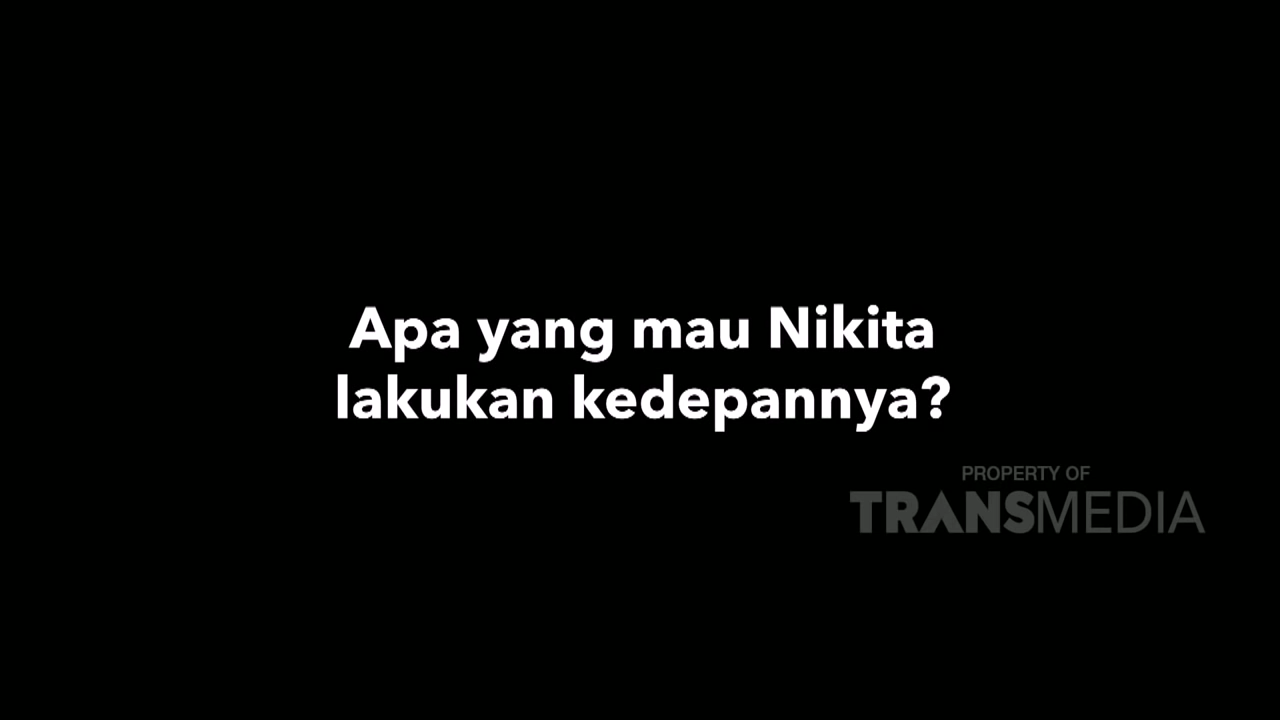 Apa yang mau Nikita
lakukan kedepannya?
PROPERTY OF
TRANSMEDIA